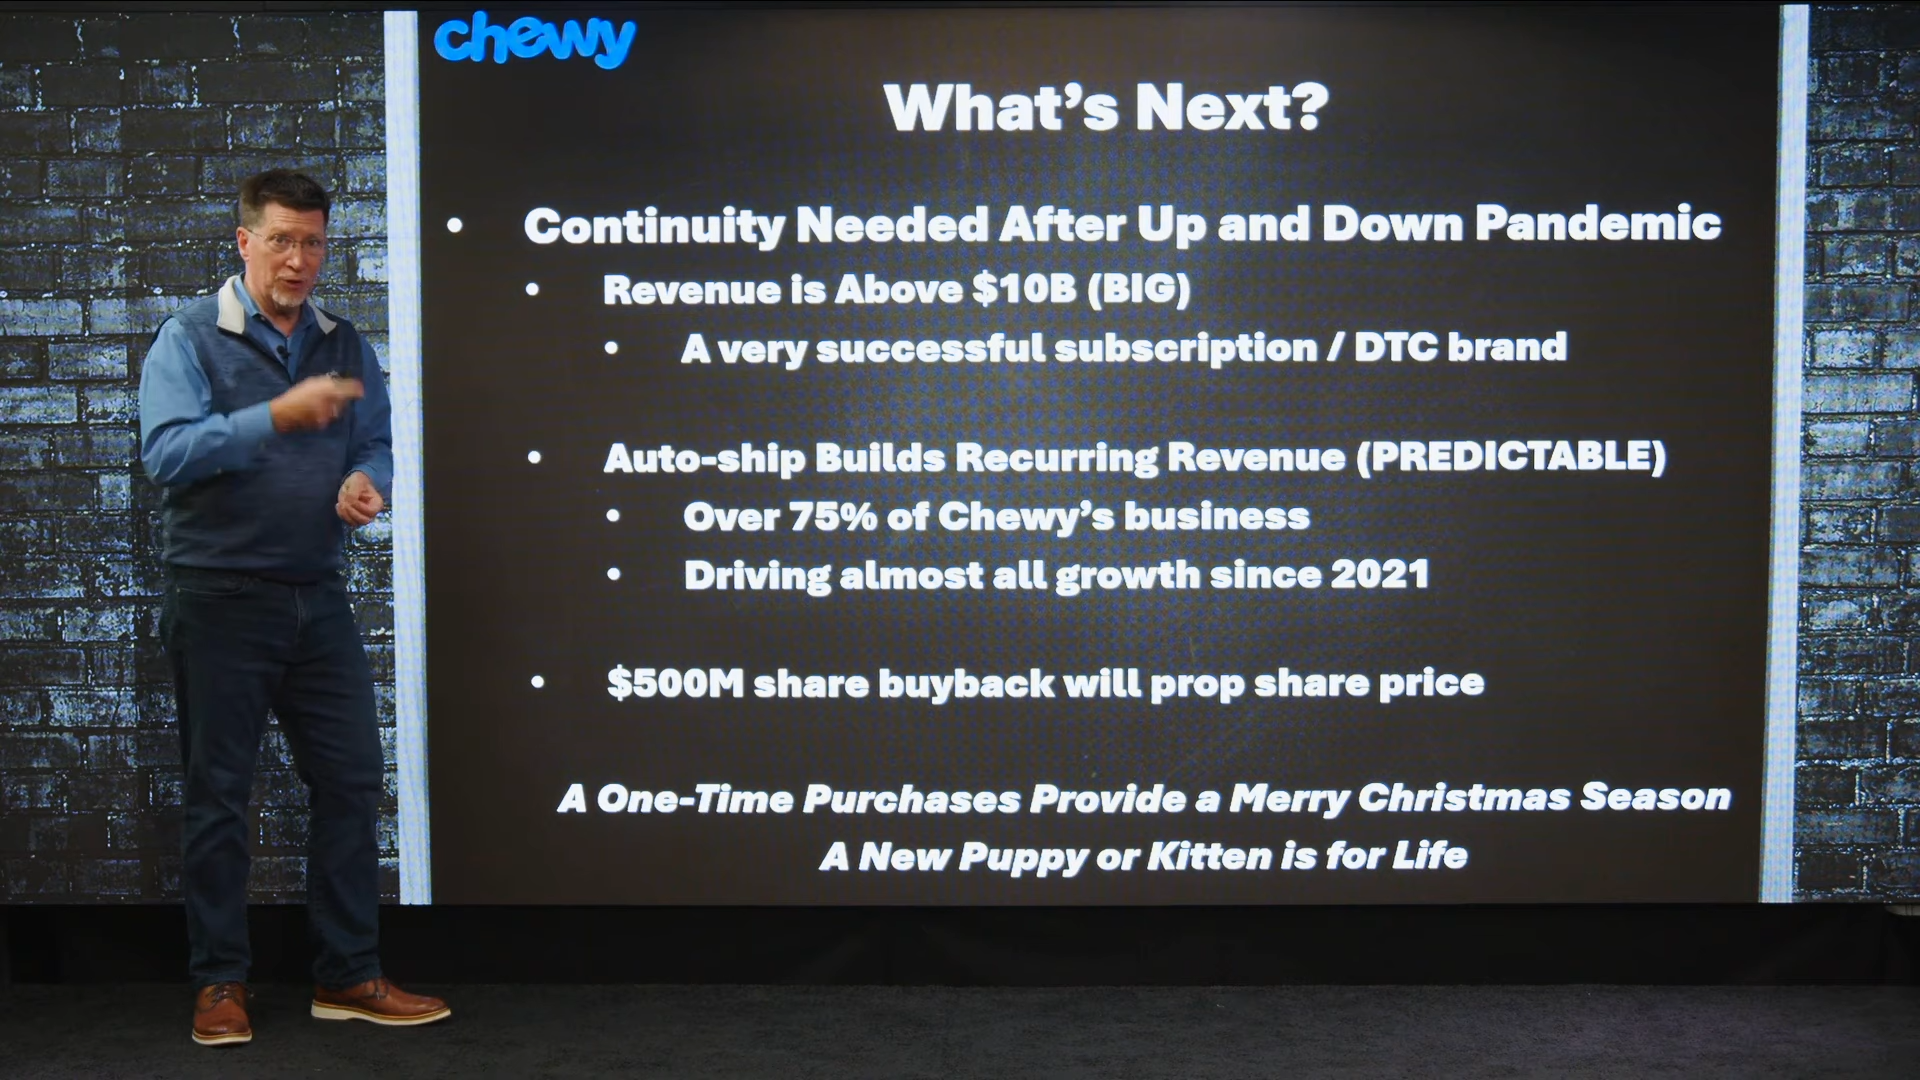 chewy
What's Next?
• Continuity Needed After Up and Down Pandemic
• Revenue is Above $10B (BIG)
• A very successful subscription / DTC brand
• Auto-ship Builds Recurring Revenue (PREDICTABLE)
• Over 75% of Chewy's business
• Driving almost all growth since 2021
• $500M share buyback will prop share price
A One-Time Purchases Provide a Merry Christmas Season
A New Puppy or Kitten is for Life